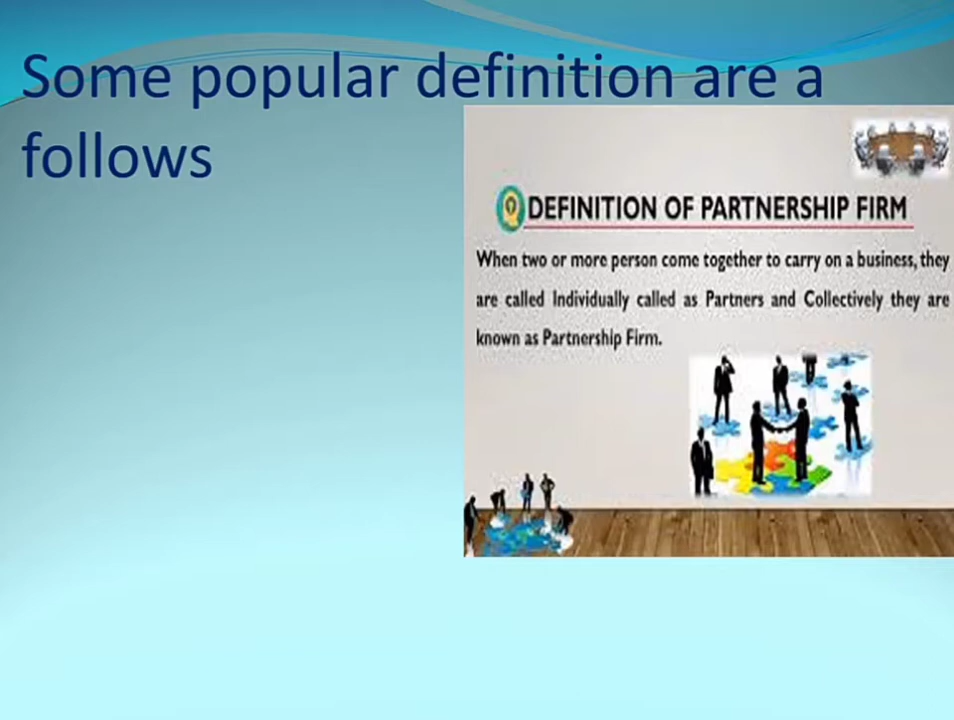 Some popular definition are a
follows
DEFINITION OF PARTNERSHIP FIRM
When two or more person come together to carry on a business, they
are called Individually called as Partners and Collectively they are
known as Partnership Firm.